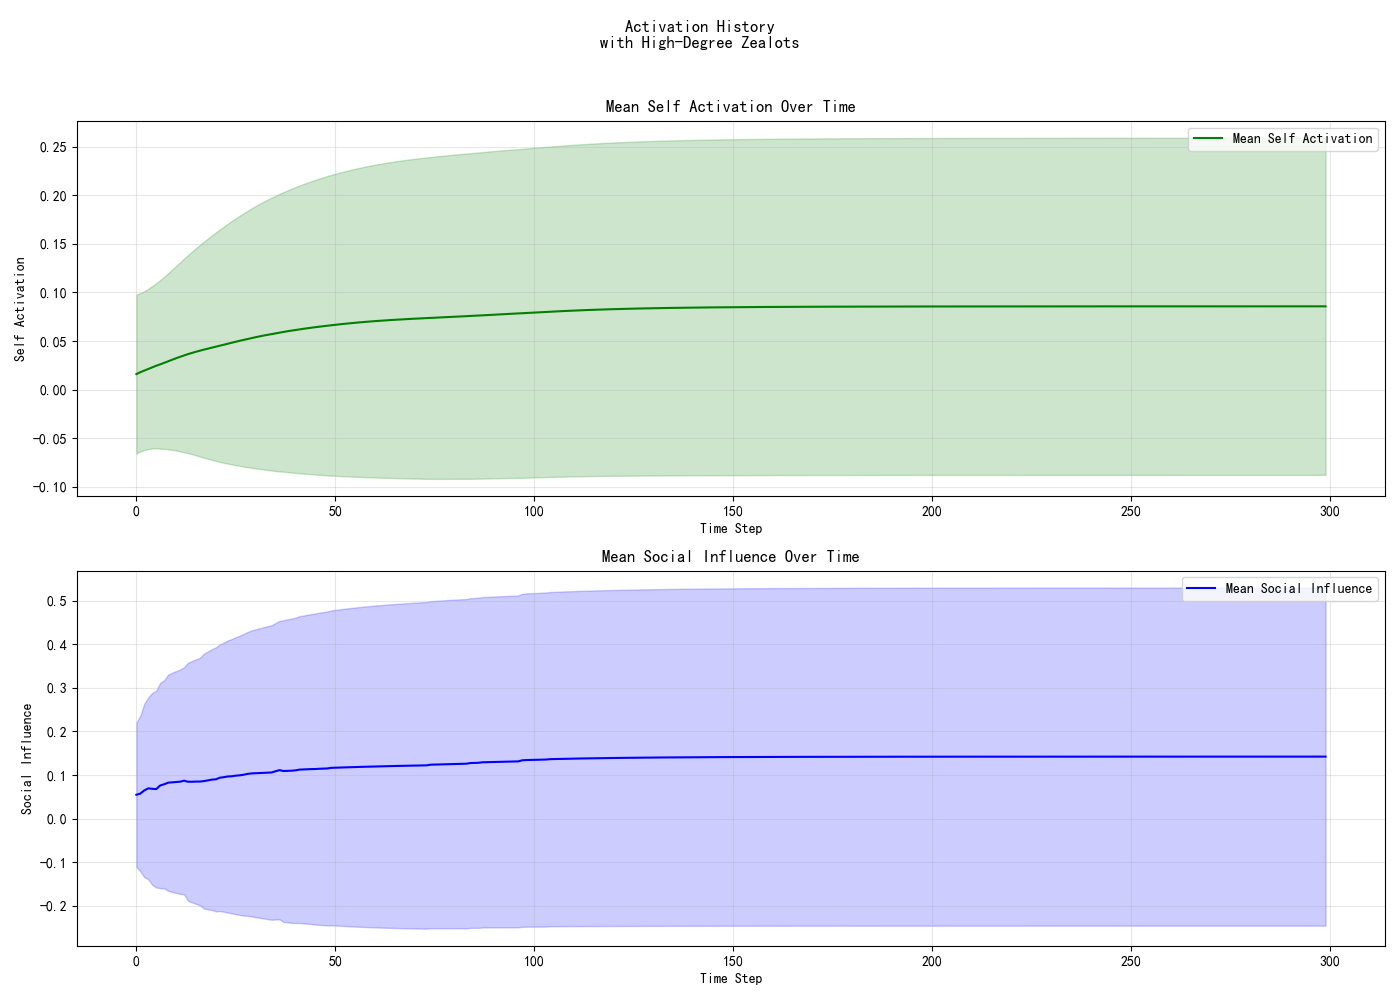 Activation History
with High-Degree Zealots
Mean Self Activation Over Time
Mean Self Activation
Self Activation
0.25
0.20
0.15
0.10
0.05
0.00
-0.05
-0.10
0 50 100 150 200 250 300
Time Step
Mean Social Influence Over Time
Mean Social Influence
Social Influence
0.5
0.4
0.3
0.2
0.1
0.0
-0.1
-0.2
0 50 100 150 200 250 300
Time Step